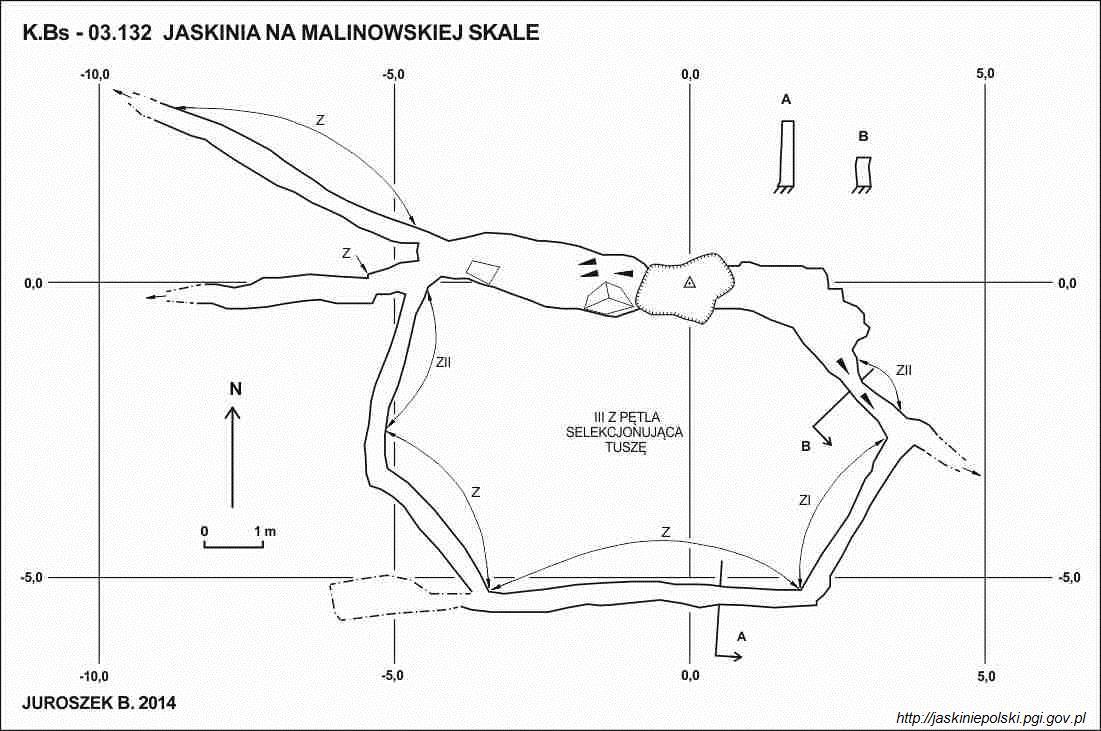 K.Bs - 03.132 JASKINIA NA MALINOWSKIEJ SKALE
-10,0 -5,0 0,0 5,0
A
B
Z
Z
0,0 0,0
ZII
ZII
N
III Z PĘTLA
SELEKCJONUJĄCA
TUSZĘ
B
Z
ZI
0 1 m
Z
-5,0 -5,0
A
-10,0 -5,0 0,0 5,0
JUROSZEK B. 2014
http://jaskiniepolski.pgi.gov.pl